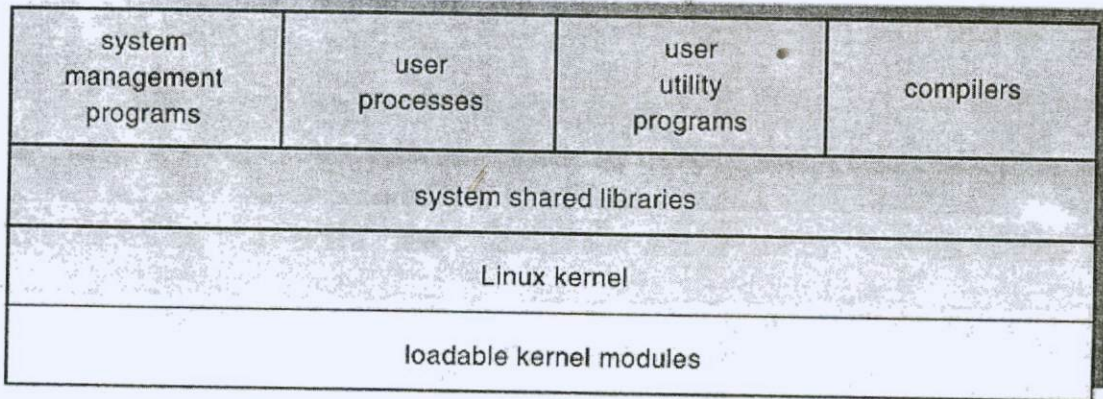 system
management
programs
user
processes
user
utility
programs
compilers
system shared libraries
Linux kernel
loadable kernel modules